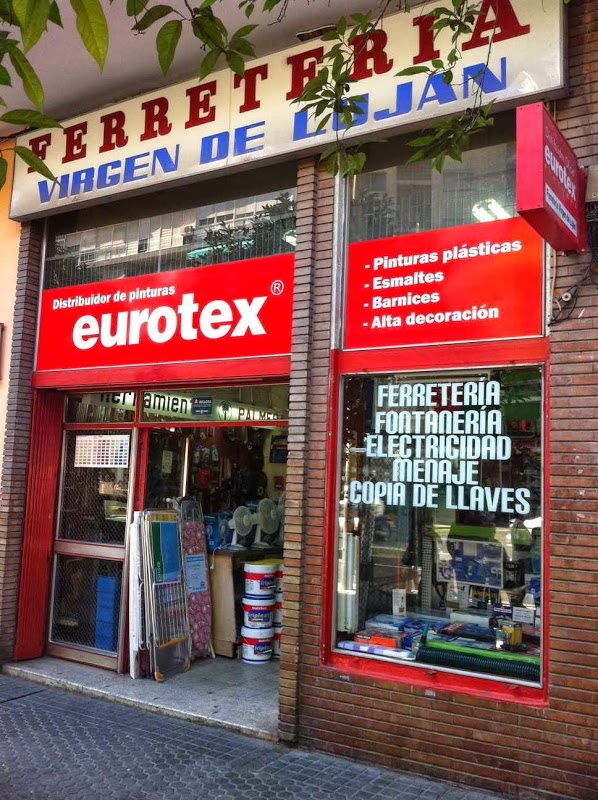 FERRETERIA
VIRGEN DE LUJAN
eurotex
Distribuidor de pinturas
eurotex®
- Pinturas plásticas
- Esmaltes
- Barnices
- Alta decoración
FERRETERÍA
FONTANERÍA
ELECTRICIDAD
MENAJE
COPIA DE LLAVES